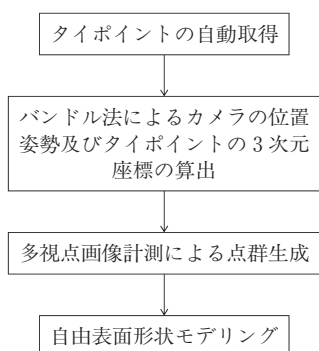 タイポイントの自動取得
バンドル法によるカメラの位置
姿勢及びタイポイントの3次元
座標の算出
多視点画像計測による点群生成
自由表面形状モデリング